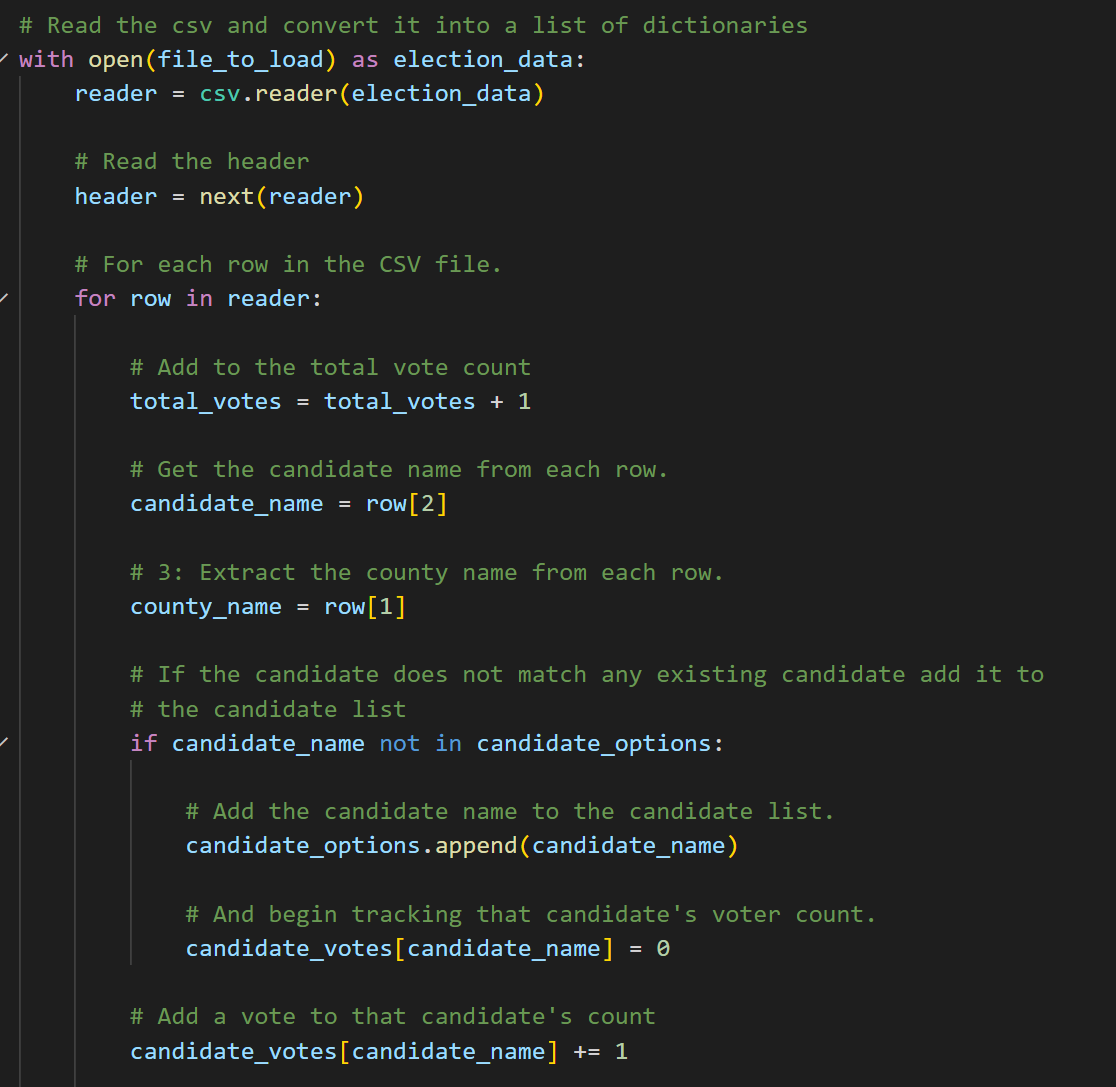 # Read the csv and convert it into a list of dictionaries
with open(file_to_load) as election_data:
    reader = csv.reader(election_data)

    # Read the header
    header = next(reader)

    # For each row in the CSV file.
    for row in reader:

        # Add to the total vote count
        total_votes = total_votes + 1

        # Get the candidate name from each row.
        candidate_name = row[2]

        # 3: Extract the county name from each row.
        county_name = row[1]

        # If the candidate does not match any existing candidate add it to
        # the candidate list
        if candidate_name not in candidate_options:

            # Add the candidate name to the candidate list.
            candidate_options.append(candidate_name)

            # And begin tracking that candidate's voter count.
            candidate_votes[candidate_name] = 0

        # Add a vote to that candidate's count
        candidate_votes[candidate_name] += 1